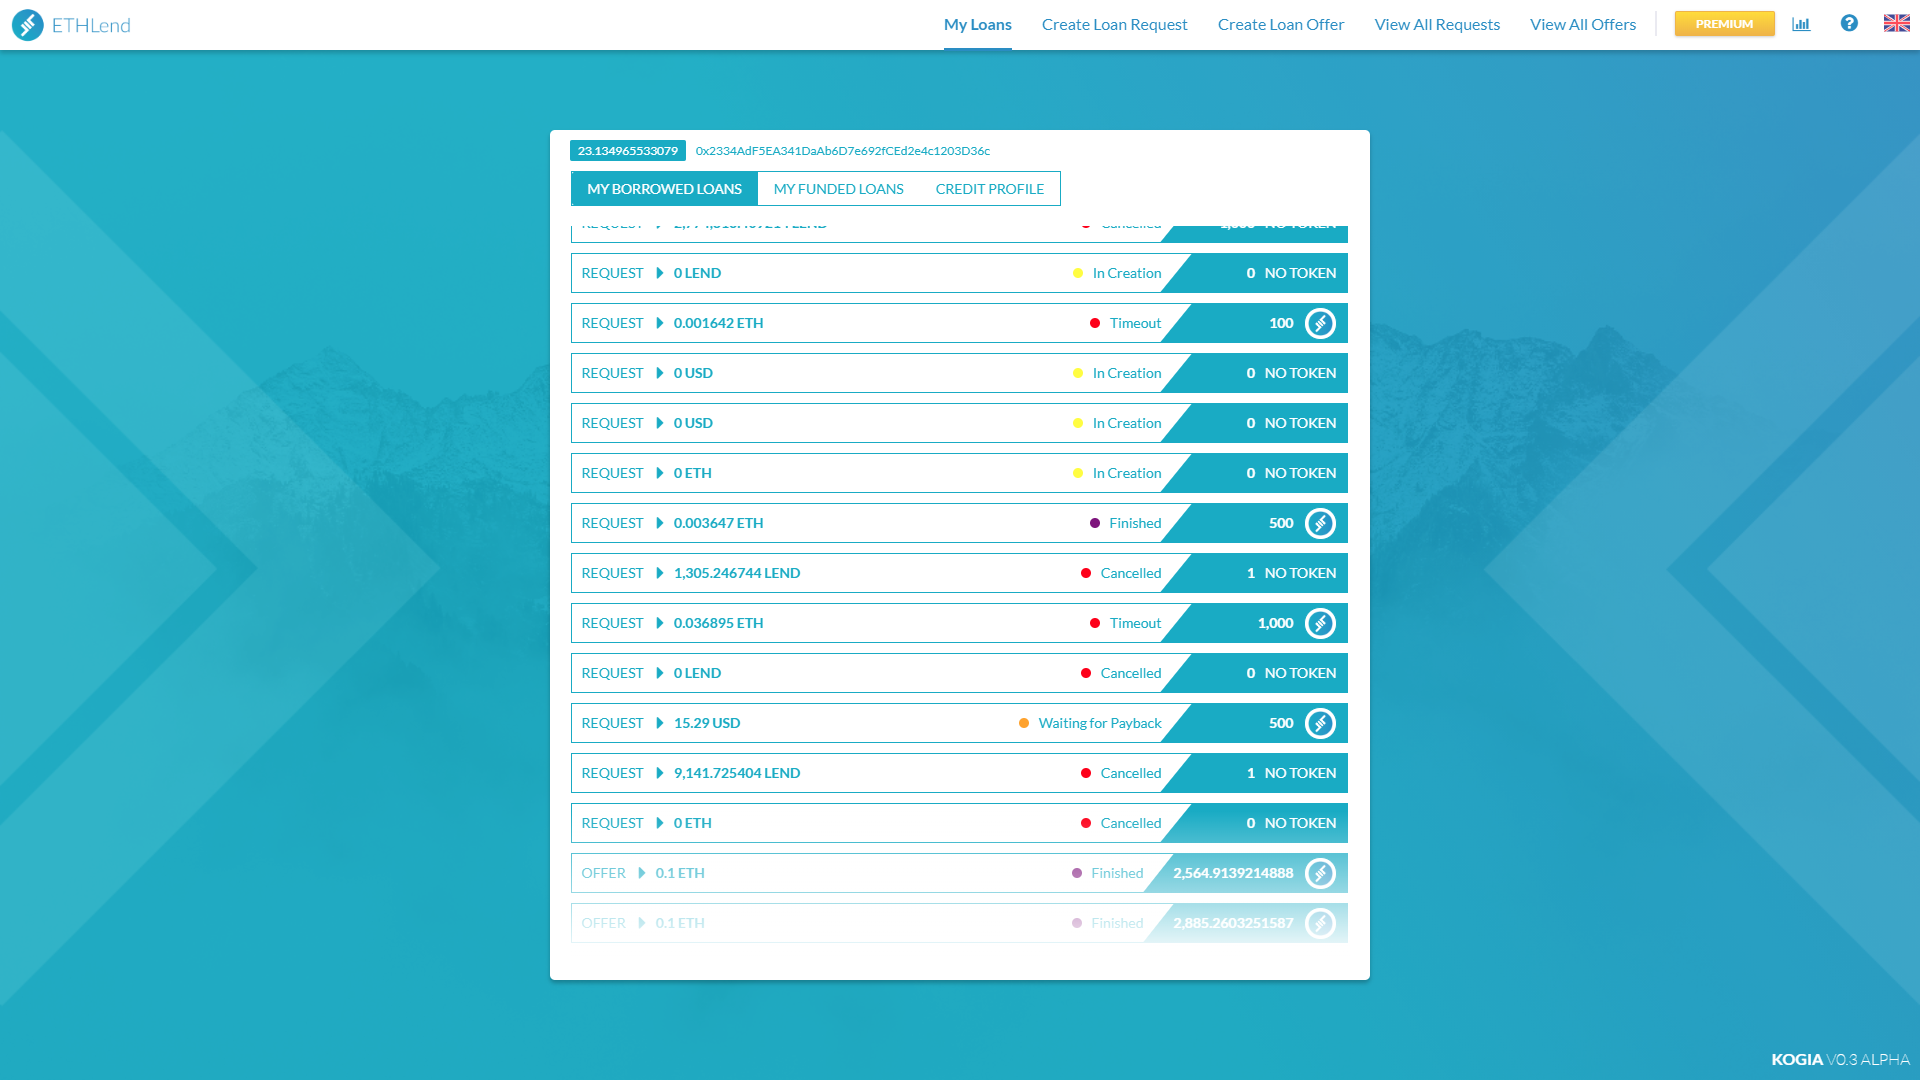 ETHLend
My Loans Create Loan Request Create Loan Offer View All Requests View All Offers PREMIUM
23.134965533079 0x2334AdF5EA341DaAb6D7e692fCEd2e4c1203D36c
MY BORROWED LOANS MY FUNDED LOANS CREDIT PROFILE
REQUEST LEND Cancelled NO TOKEN
REQUEST 0 LEND In Creation 0 NO TOKEN
REQUEST 0.001642 ETH Timeout 100
REQUEST 0 USD In Creation 0 NO TOKEN
REQUEST 0 USD In Creation 0 NO TOKEN
REQUEST 0 ETH In Creation 0 NO TOKEN
REQUEST 0.003647 ETH Finished 500
REQUEST 1,305.246744 LEND Cancelled 1 NO TOKEN
REQUEST 0.036895 ETH Timeout 1,000
REQUEST 0 LEND Cancelled 0 NO TOKEN
REQUEST 15.29 USD Waiting for Payback 500
REQUEST 9,141.725404 LEND Cancelled 1 NO TOKEN
REQUEST 0 ETH Cancelled 0 NO TOKEN
OFFER 0.1 ETH Finished 2,564.9139214888
OFFER 0.1 ETH Finished 2,885.2603251587
KOGIA V0.3 ALPHA